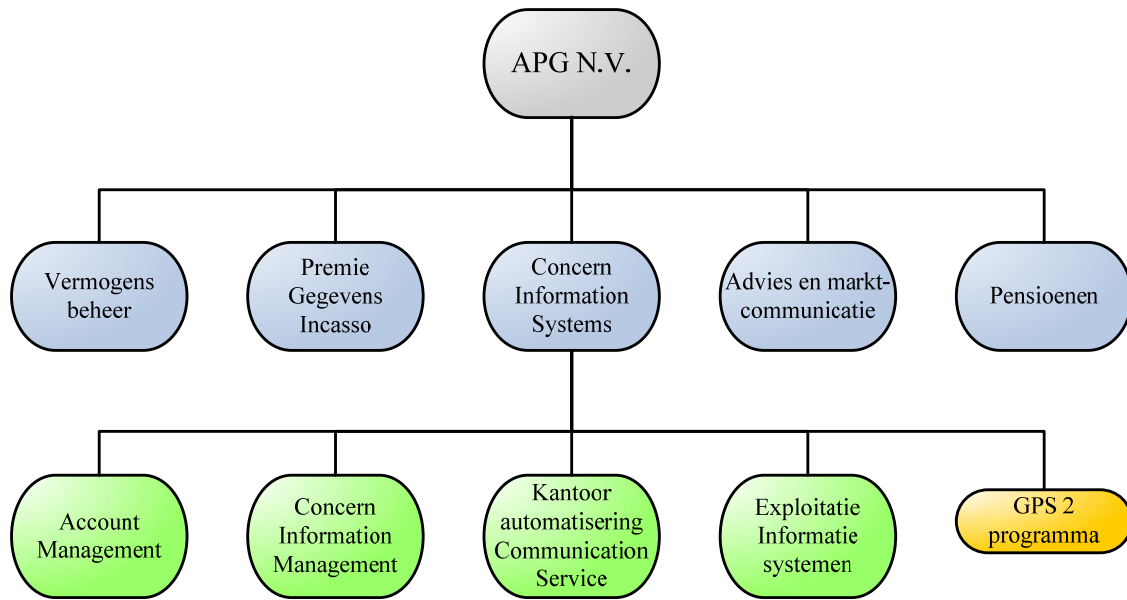 APG N.V.
Vermogens
beheer
Premie
Gegevens
Incasso
Concern
Information
Systems
Advies en markt-
communicatie
Pensioenen
Account
Management
Concern
Information
Management
Kantoor
automatisering
Communication
Service
Exploitatie
Informatie
systemen
GPS 2
programma